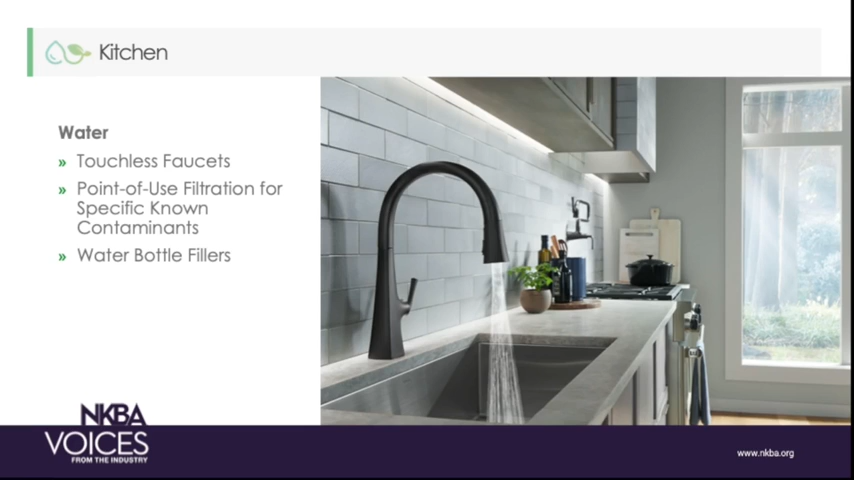 Kitchen
Water
» Touchless Faucets
» Point-of-Use Filtration for
Specific Known
Contaminants
» Water Bottle Fillers
NKBA
VOICES
FROM THE INDUSTRY
www.nkba.org